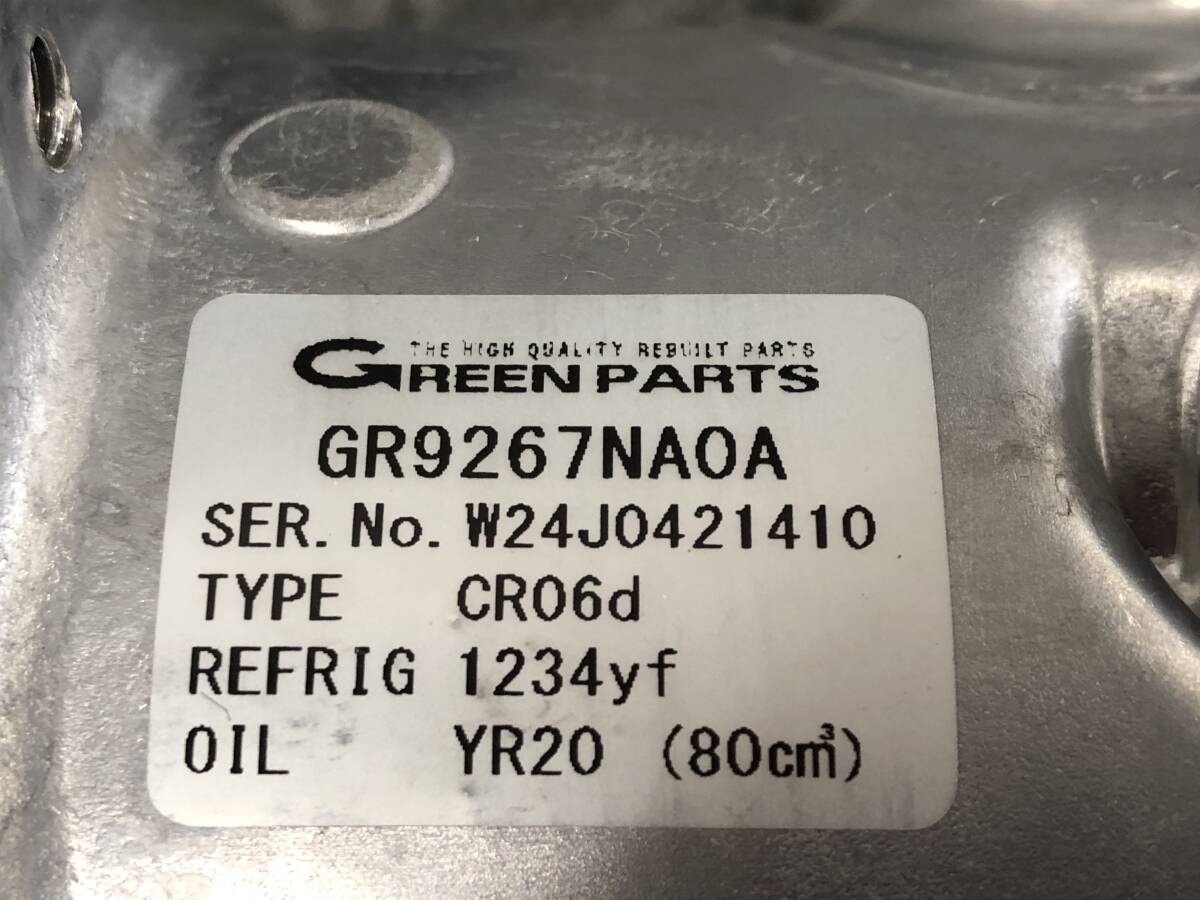 THE HIGH QUALITY REBUILT PARTS
GREEN PARTS
GR9267NA0A
SER. No. W24J0421410
TYPE CR06d
REFRIG 1234yf
OIL YR20 (80c㎥)